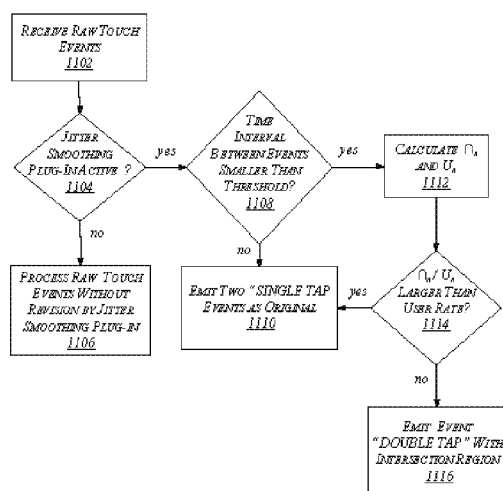 RECEIVE RAW TOUCH
EVENTS
1102
JITTER
SMOOTHING
PLUG-IN ACTIVE ?
1104
yes
no
PROCESS RAW TOUCH
EVENTS WITHOUT
REVISION BY JITTER
SMOOTHING PLUG-IN
1106
TIME
INTERVAL
BETWEEN EVENTS
SMALLER THAN
THRESHOLD?
1108
yes
no
EMIT TWO "SINGLE TAP
EVENTS AS ORIGINAL
1110
CALCULATE ∩a
AND Ua
1112
∩a / Ua
LARGER THAN
USER RATE?
1114
yes
no
EMIT EVENT
"DOUBLE TAP" WITH
INTERSECTION REGION
1116